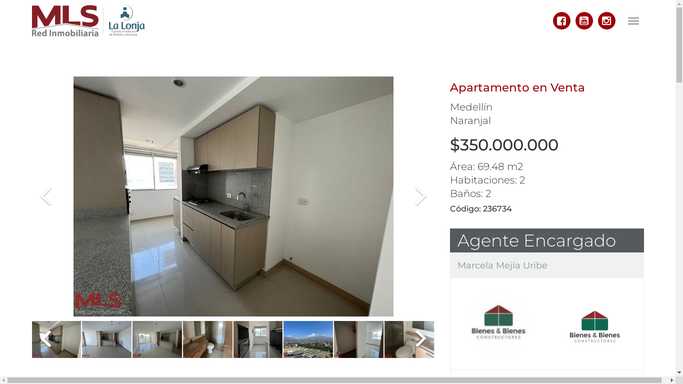 MLS
Red Inmobiliaria
La Lonja
Apartamento en Venta
Medellín
Naranjal
$350.000.000
Área: 69.48 m2
Habitaciones: 2
Baños: 2
Código: 236734
MLS
Agente Encargado
Marcela Mejía Uribe
Bienes & Bienes
CONSTRUCTORES
Bienes & Bienes
CONSTRUCTORES